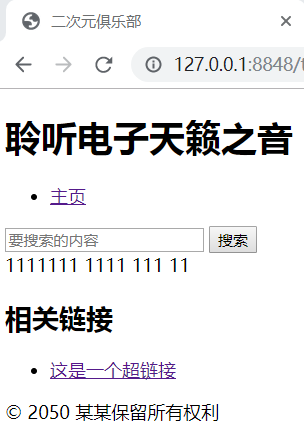 二次元俱乐部
127.0.0.1:8848/
聆听电子天籁之音
主页
要搜索的内容 搜索
1111111 1111 111 11
相关链接
这是一个超链接
© 2050 某某保留所有权利